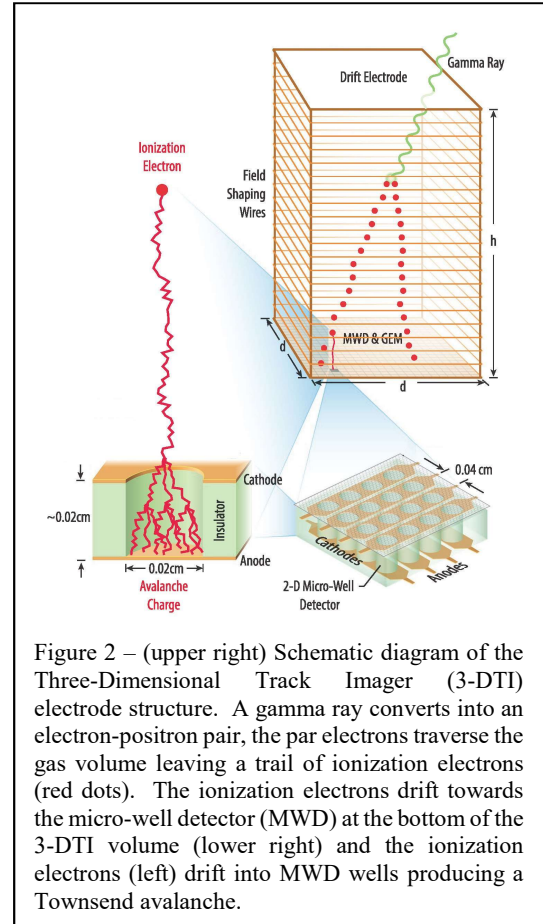 Gamma Ray
Drift Electrode
Ionization
Electron
Field
Shaping
Wires
h
MWD & GEM
d
d
0.04 cm
Cathode
~0.02cm
Insulator
Anode
0.02cm
Avalanche
Charge
Cathodes
Anodes
2-D Micro-Well
Detector
Figure 2 – (upper right) Schematic diagram of the
Three-Dimensional Track Imager (3-DTI)
electrode structure. A gamma ray converts into an
electron-positron pair, the par electrons traverse the
gas volume leaving a trail of ionization electrons
(red dots). The ionization electrons drift towards
the micro-well detector (MWD) at the bottom of the
3-DTI volume (lower right) and the ionization
electrons (left) drift into MWD wells producing a
Townsend avalanche.